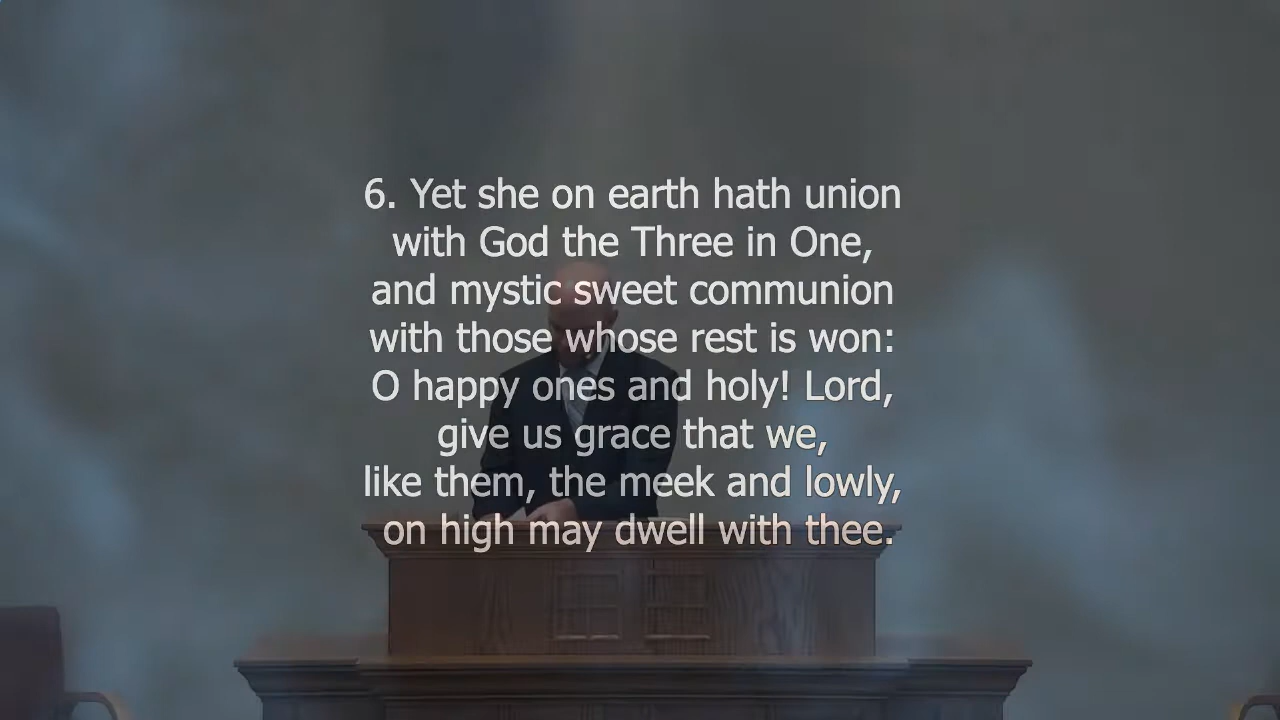 6. Yet she on earth hath union
with God the Three in One,
and mystic sweet communion
with those whose rest is won:
O happy ones and holy! Lord,
give us grace that we,
like them, the meek and lowly,
on high may dwell with thee.